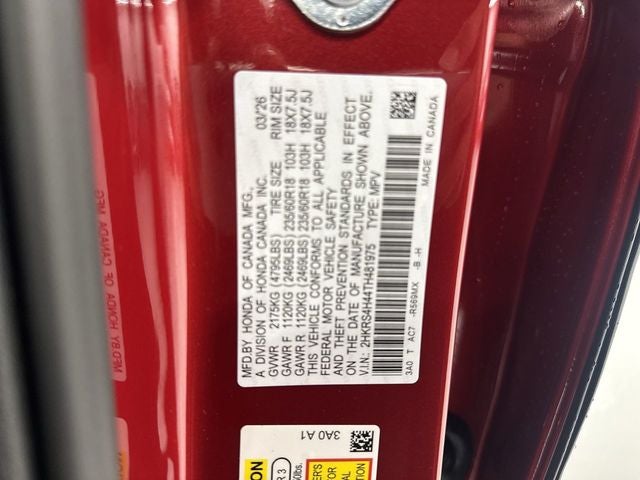 MFD.BY HONDA OF CANADA MFG., 03/26
A DIVISION OF HONDA CANADA INC.
GVWR 2175KG (4795LBS) TIRE SIZE RIM SIZE
GAWR F 1120KG (2469LBS) 235/60R18 103H 18X7.5J
GAWR R 1120KG (2469LBS) 235/60R18 103H 18X7.5J
THIS VEHICLE CONFORMS TO ALL APPLICABLE
FEDERAL MOTOR VEHICLE SAFETY
AND THEFT PREVENTION STANDARDS IN EFFECT
ON THE DATE OF MANUFACTURE SHOWN ABOVE.
V.I.N: 2HKRS4H44TH481975 TYPE: MPV
3A0 T AC7 -R569MX -B -H
MADE IN CANADA
3A0 A1